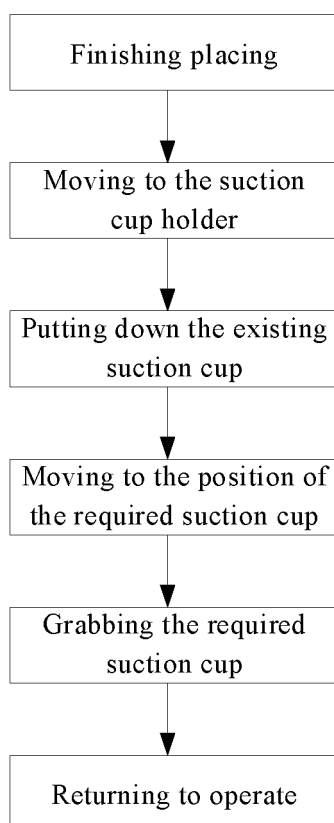 Finishing placing
Moving to the suction
cup holder
Putting down the existing
suction cup
Moving to the position of
the required suction cup
Grabbing the required
suction cup
Returning to operate